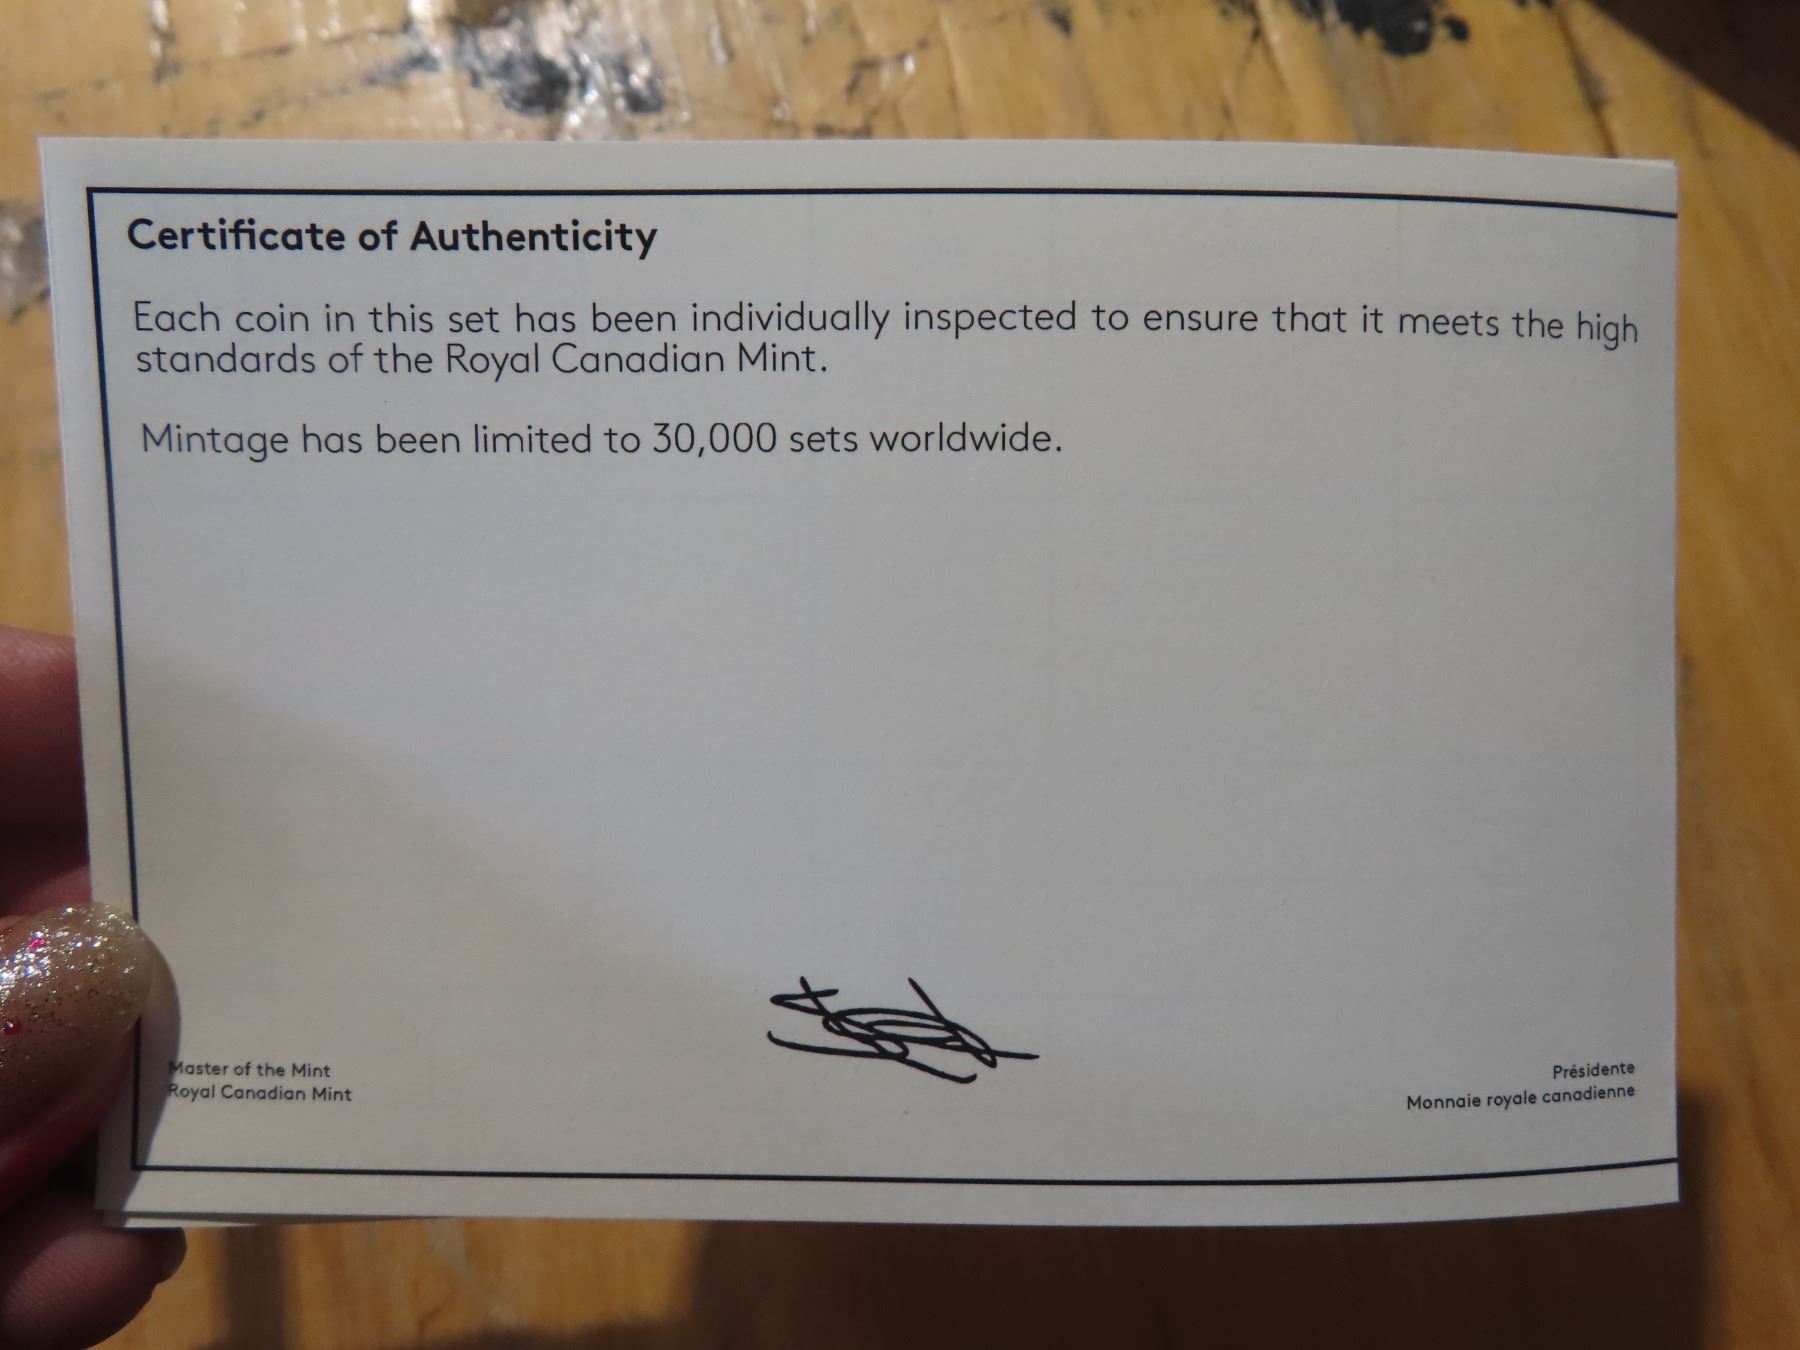 Certificate of Authenticity
Each coin in this set has been individually inspected to ensure that it meets the high
standards of the Royal Canadian Mint.
Mintage has been limited to 30,000 sets worldwide.
Master of the Mint
Royal Canadian Mint
Présidente
Monnaie royale canadienne